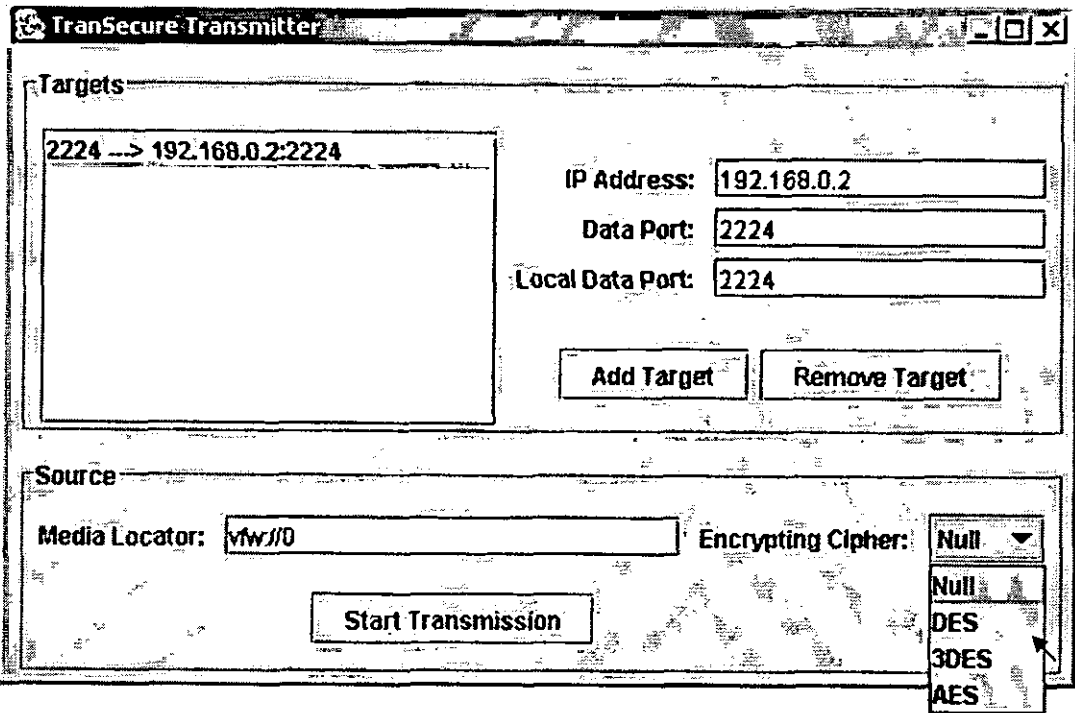 TranSecure Transmitter
Targets
2224 ---> 192.168.0.2:2224
IP Address: 192.168.0.2
Data Port: 2224
Local Data Port: 2224
Add Target Remove Target
Source
Media Locator: vfw://0 Encrypting Cipher: Null
Null
DES
Start Transmission
3DES
AES